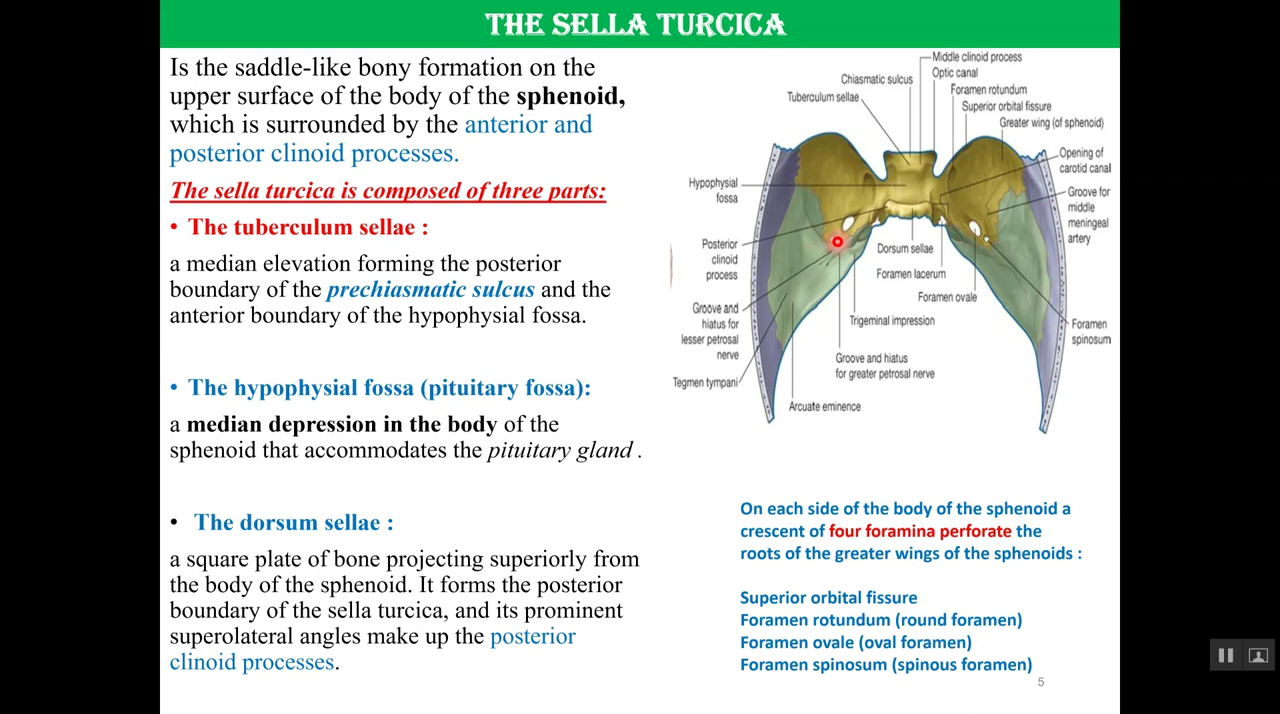 THE SELLA TURCICA
Is the saddle-like bony formation on the
upper surface of the body of the sphenoid,
which is surrounded by the anterior and
posterior clinoid processes.
The sella turcica is composed of three parts:
• The tuberculum sellae :
a median elevation forming the posterior
boundary of the prechiasmatic sulcus and the
anterior boundary of the hypophysial fossa.
• The hypophysial fossa (pituitary fossa):
a median depression in the body of the
sphenoid that accommodates the pituitary gland .
• The dorsum sellae :
a square plate of bone projecting superiorly from
the body of the sphenoid. It forms the posterior
boundary of the sella turcica, and its prominent
superolateral angles make up the posterior
clinoid processes.
Middle clinoid process
Optic canal
Chiasmatic sulcus
Foramen rotundum
Tuberculum sellae
Superior orbital fissure
Greater wing (of sphenoid)
Opening of
carotid canal
Hypophysial
fossa
Groove for
middle
meningeal
artery
Posterior
clinoid
process
Dorsum sellae
Foramen lacerum
Foramen ovale
Groove and
hiatus for
lesser petrosal
nerve
Trigeminal impression
Foramen
spinosum
Groove and hiatus
for greater petrosal nerve
Tegmen tympani
Arcuate eminence
On each side of the body of the sphenoid a
crescent of four foramina perforate the
roots of the greater wings of the sphenoids :
Superior orbital fissure
Foramen rotundum (round foramen)
Foramen ovale (oval foramen)
Foramen spinosum (spinous foramen)
5